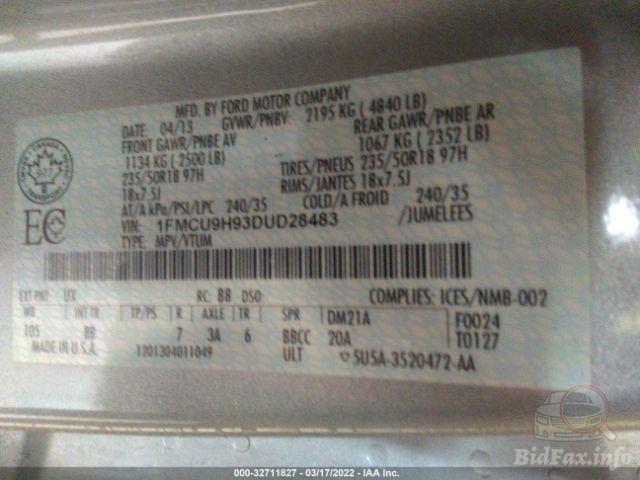 MFD. BY FORD MOTOR COMPANY
DATE: 04/13 GVWR/PNBV: 2195 KG ( 4840 LB)
FRONT GAWR/PNBE AV REAR GAWR/PNBE AR
1134 KG ( 2500 LB) 1067 KG ( 2352 LB)
235/50R18 97H TIRES/PNEUS 235/50R18 97H
18x7.5J RIMS/JANTES 18x7.5J
AT/A kPa/PSI/LPC 240/35 COLD/A FROID 240/35
VIN: 1FMCU9H93DUD28483 /JUMELEES
TYPE: MPV/VTUM
EC
EXT PNT: UX RC: 88 DSO: COMPLIES: ICES/NMB-002
WB INT TR TP/PS R AXLE TR SPR DM21A F0024
105 BB 7 3A 6 BBCC 20A T0127
MADE IN U.S.A. 1201304011049 ULT 5U5A-3520472-AA
BidFax.info
000-32711827 - 03/17/2022 - IAA Inc.